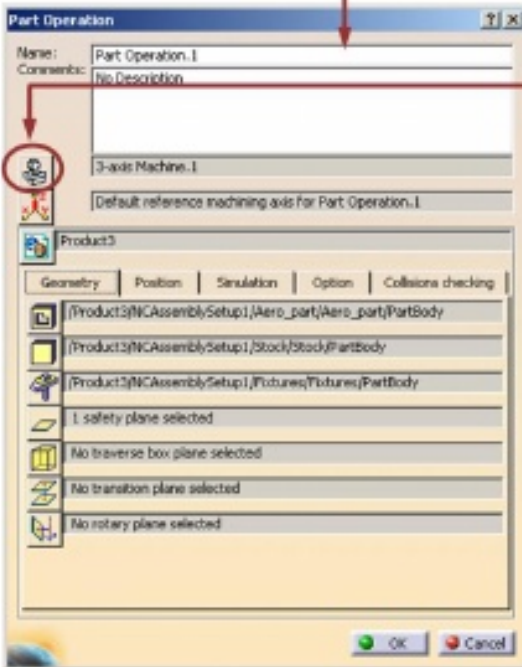 Part Operation
Name: Part Operation.1
Comments: No Description
3-axis Machine.1
Default reference machining axis for Part Operation.1
Product3
Geometry Position Simulation Option Collisions checking
/Product3/NCAssemblySetup1/Aero_part/Aero_part/PartBody
/Product3/NCAssemblySetup1/Stock/Stock/PartBody
/Product3/NCAssemblySetup1/Fixtures/Fixtures/PartBody
1 safety plane selected
No traverse box plane selected
No transition plane selected
No rotary plane selected
OK Cancel